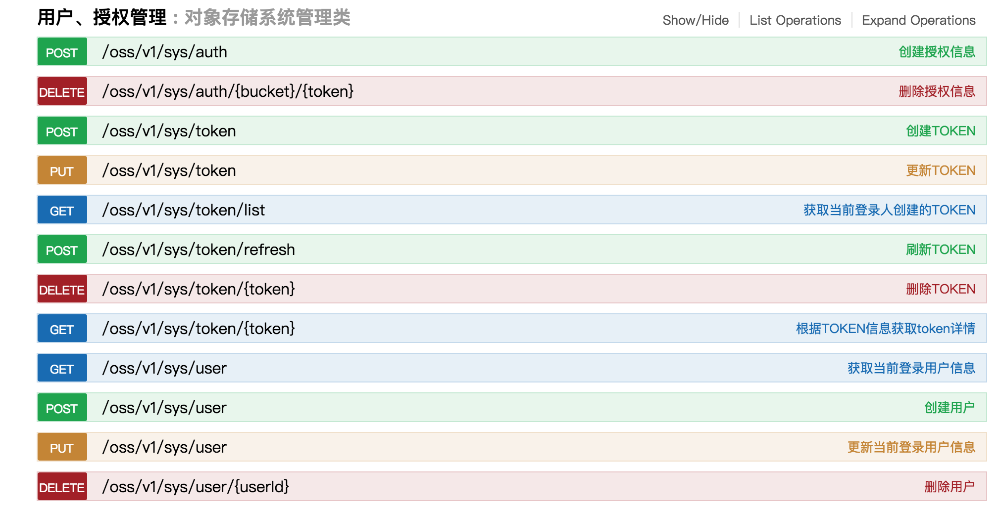 用户、授权管理 : 对象存储系统管理类 Show/Hide List Operations Expand Operations
POST /oss/v1/sys/auth 创建授权信息
DELETE /oss/v1/sys/auth/{bucket}/{token} 删除授权信息
POST /oss/v1/sys/token 创建TOKEN
PUT /oss/v1/sys/token 更新TOKEN
GET /oss/v1/sys/token/list 获取当前登录人创建的TOKEN
POST /oss/v1/sys/token/refresh 刷新TOKEN
DELETE /oss/v1/sys/token/{token} 删除TOKEN
GET /oss/v1/sys/token/{token} 根据TOKEN信息获取token详情
GET /oss/v1/sys/user 获取当前登录用户信息
POST /oss/v1/sys/user 创建用户
PUT /oss/v1/sys/user 更新当前登录用户信息
DELETE /oss/v1/sys/user/{userId} 删除用户